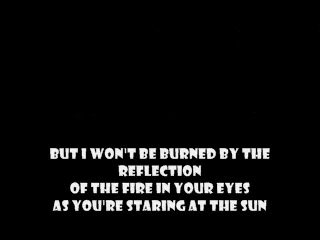 BUT I WON'T BE BURNED BY THE
REFLECTION
OF THE FIRE IN YOUR EYES
AS YOU'RE STARING AT THE SUN